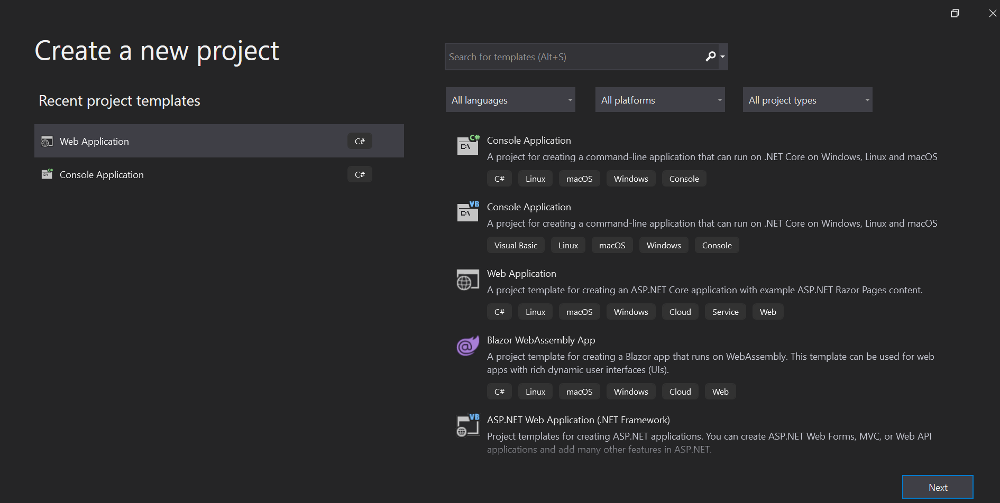 Create a new project
Search for templates (Alt+S)
Recent project templates
All languages
All platforms
All project types
Web Application
C#
Console Application
C#
C#
C:\
Console Application
A project for creating a command-line application that can run on .NET Core on Windows, Linux and macOS
C# Linux macOS Windows Console
VB
C:\
Console Application
A project for creating a command-line application that can run on .NET Core on Windows, Linux and macOS
Visual Basic Linux macOS Windows Console
Web Application
A project template for creating an ASP.NET Core application with example ASP.NET Razor Pages content.
C# Linux macOS Windows Cloud Service Web
@
Blazor WebAssembly App
A project template for creating a Blazor app that runs on WebAssembly. This template can be used for web
apps with rich dynamic user interfaces (UIs).
C# Linux macOS Windows Cloud Web
VB
ASP.NET Web Application (.NET Framework)
Project templates for creating ASP.NET applications. You can create ASP.NET Web Forms, MVC, or Web API
applications and add many other features in ASP.NET.
Next